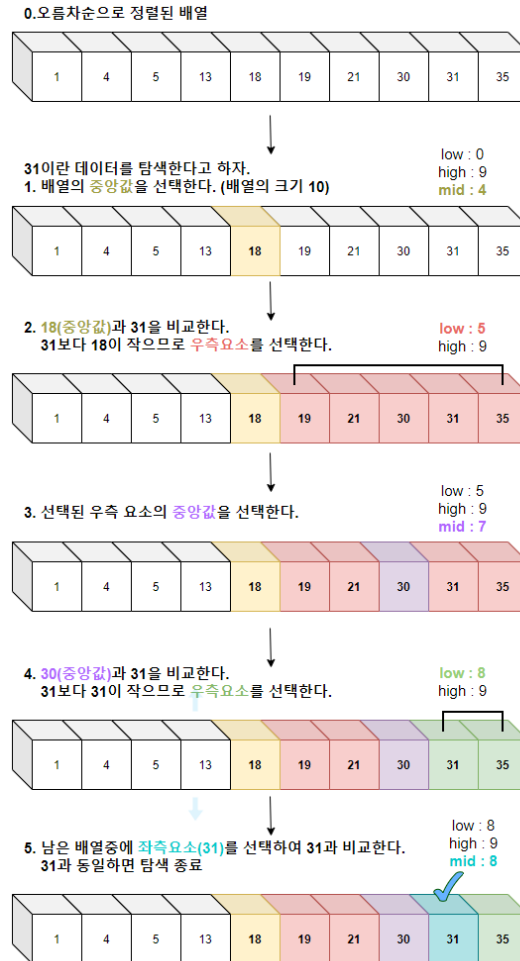 0.오름차순으로 정렬된 배열
1 4 5 13 18 19 21 30 31 35
31이란 데이터를 탐색한다고 하자.
1. 배열의 중앙값을 선택한다. (배열의 크기 10)
low : 0
high : 9
mid : 4
1 4 5 13 18 19 21 30 31 35
2. 18(중앙값)과 31을 비교한다.
31보다 18이 작으므로 우측요소를 선택한다.
low : 5
high : 9
1 4 5 13 18 19 21 30 31 35
3. 선택된 우측 요소의 중앙값을 선택한다.
low : 5
high : 9
mid : 7
1 4 5 13 18 19 21 30 31 35
4. 30(중앙값)과 31을 비교한다.
31보다 31이 작으므로 우측요소를 선택한다.
low : 8
high : 9
1 4 5 13 18 19 21 30 31 35
5. 남은 배열중에 좌측요소(31)를 선택하여 31과 비교한다.
31과 동일하면 탐색 종료
low : 8
high : 9
mid : 8
1 4 5 13 18 19 21 30 31 35